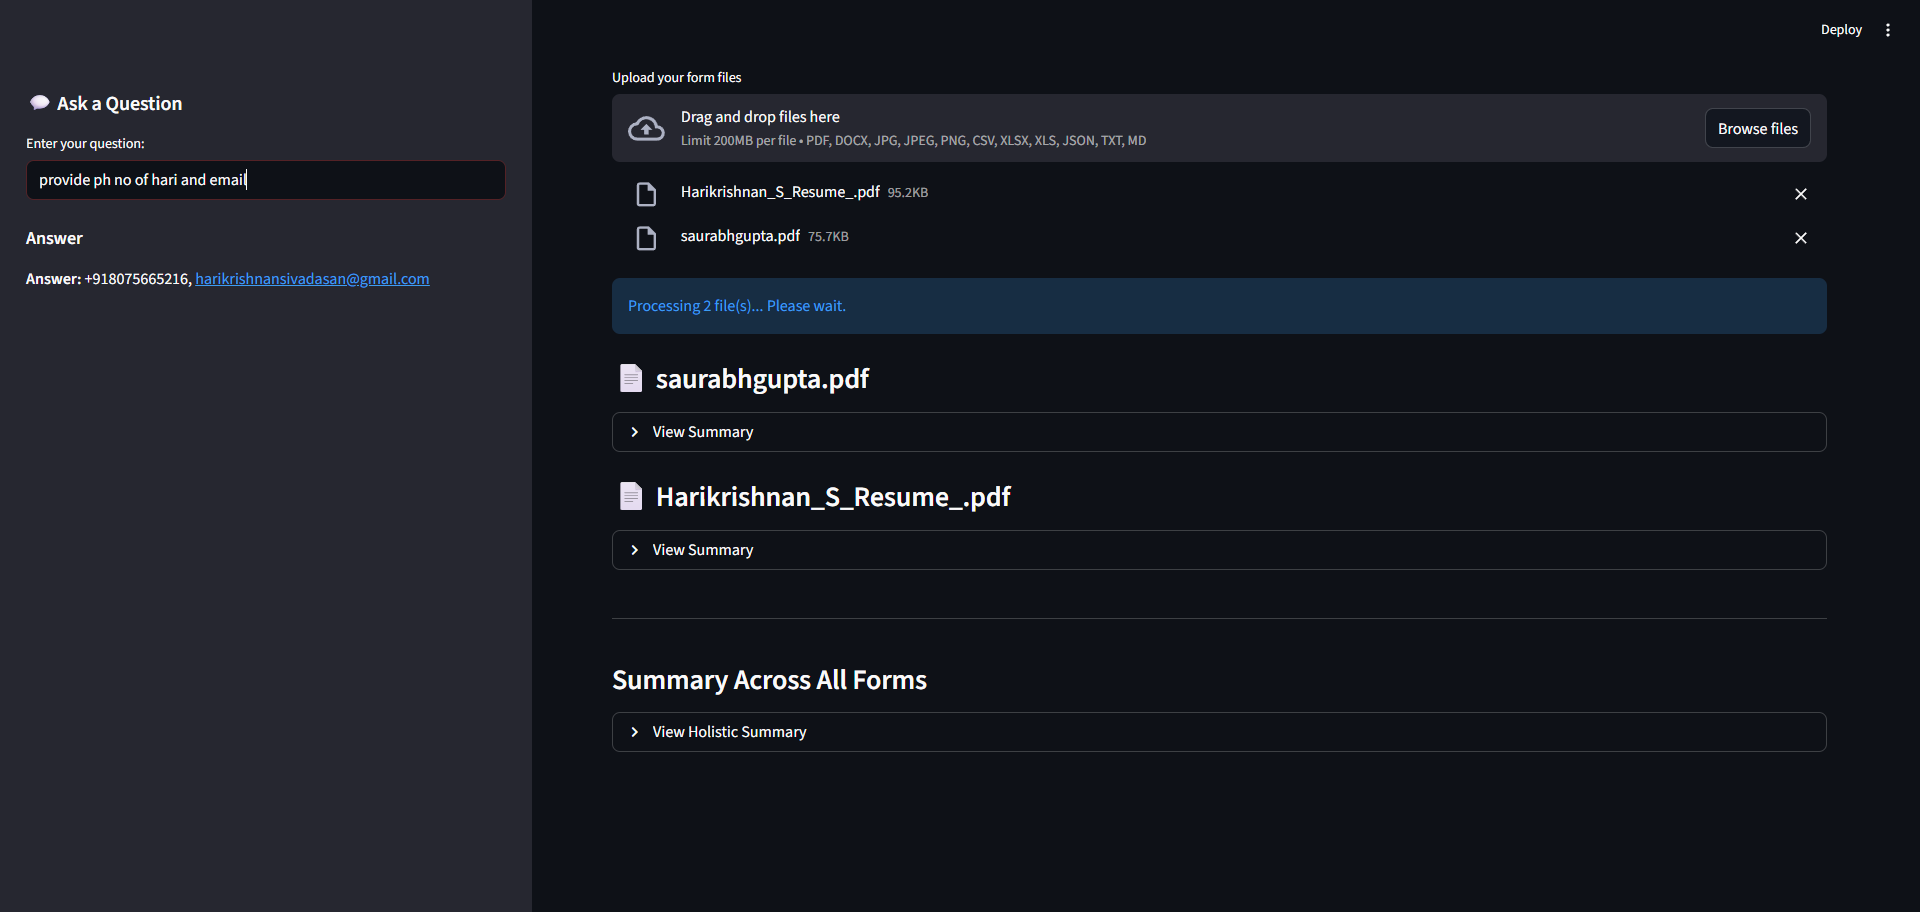 Deploy
Ask a Question
Enter your question:
provide ph no of hari and email
Answer
Answer: +918075665216, harikrishnansivadasan@gmail.com
Upload your form files
Drag and drop files here
Limit 200MB per file • PDF, DOCX, JPG, JPEG, PNG, CSV, XLSX, XLS, JSON, TXT, MD
Browse files
Harikrishnan_S_Resume_.pdf 95.2KB
saurabhgupta.pdf 75.7KB
Processing 2 file(s)... Please wait.
saurabhgupta.pdf
View Summary
Harikrishnan_S_Resume_.pdf
View Summary
Summary Across All Forms
View Holistic Summary